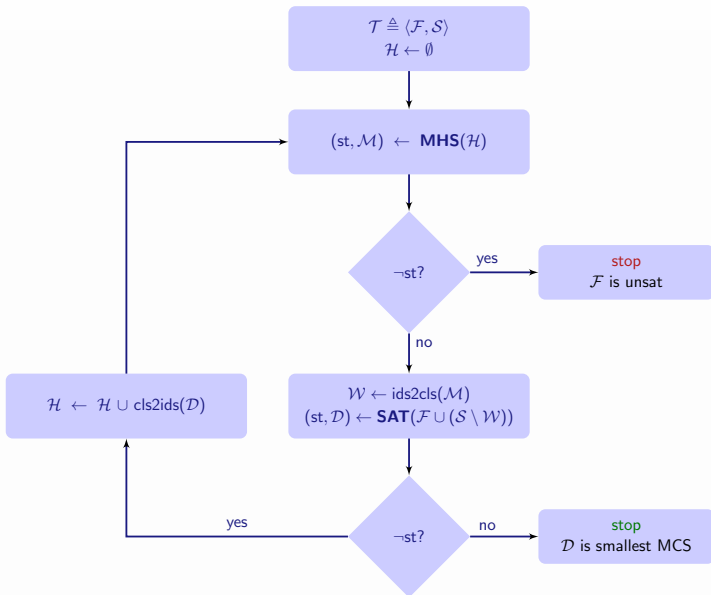 𝒯 ≜ ⟨ℱ, 𝒮⟩
ℋ ← ∅
(st, ℳ) ← MHS(ℋ)
¬st?
yes
stop
ℱ is unsat
no
𝒲 ← ids2cls(ℳ)
(st, 𝒟) ← SAT(ℱ ∪ (𝒮 \ 𝒲))
ℋ ← ℋ ∪ cls2ids(𝒟)
¬st?
yes
no
stop
𝒟 is smallest MCS